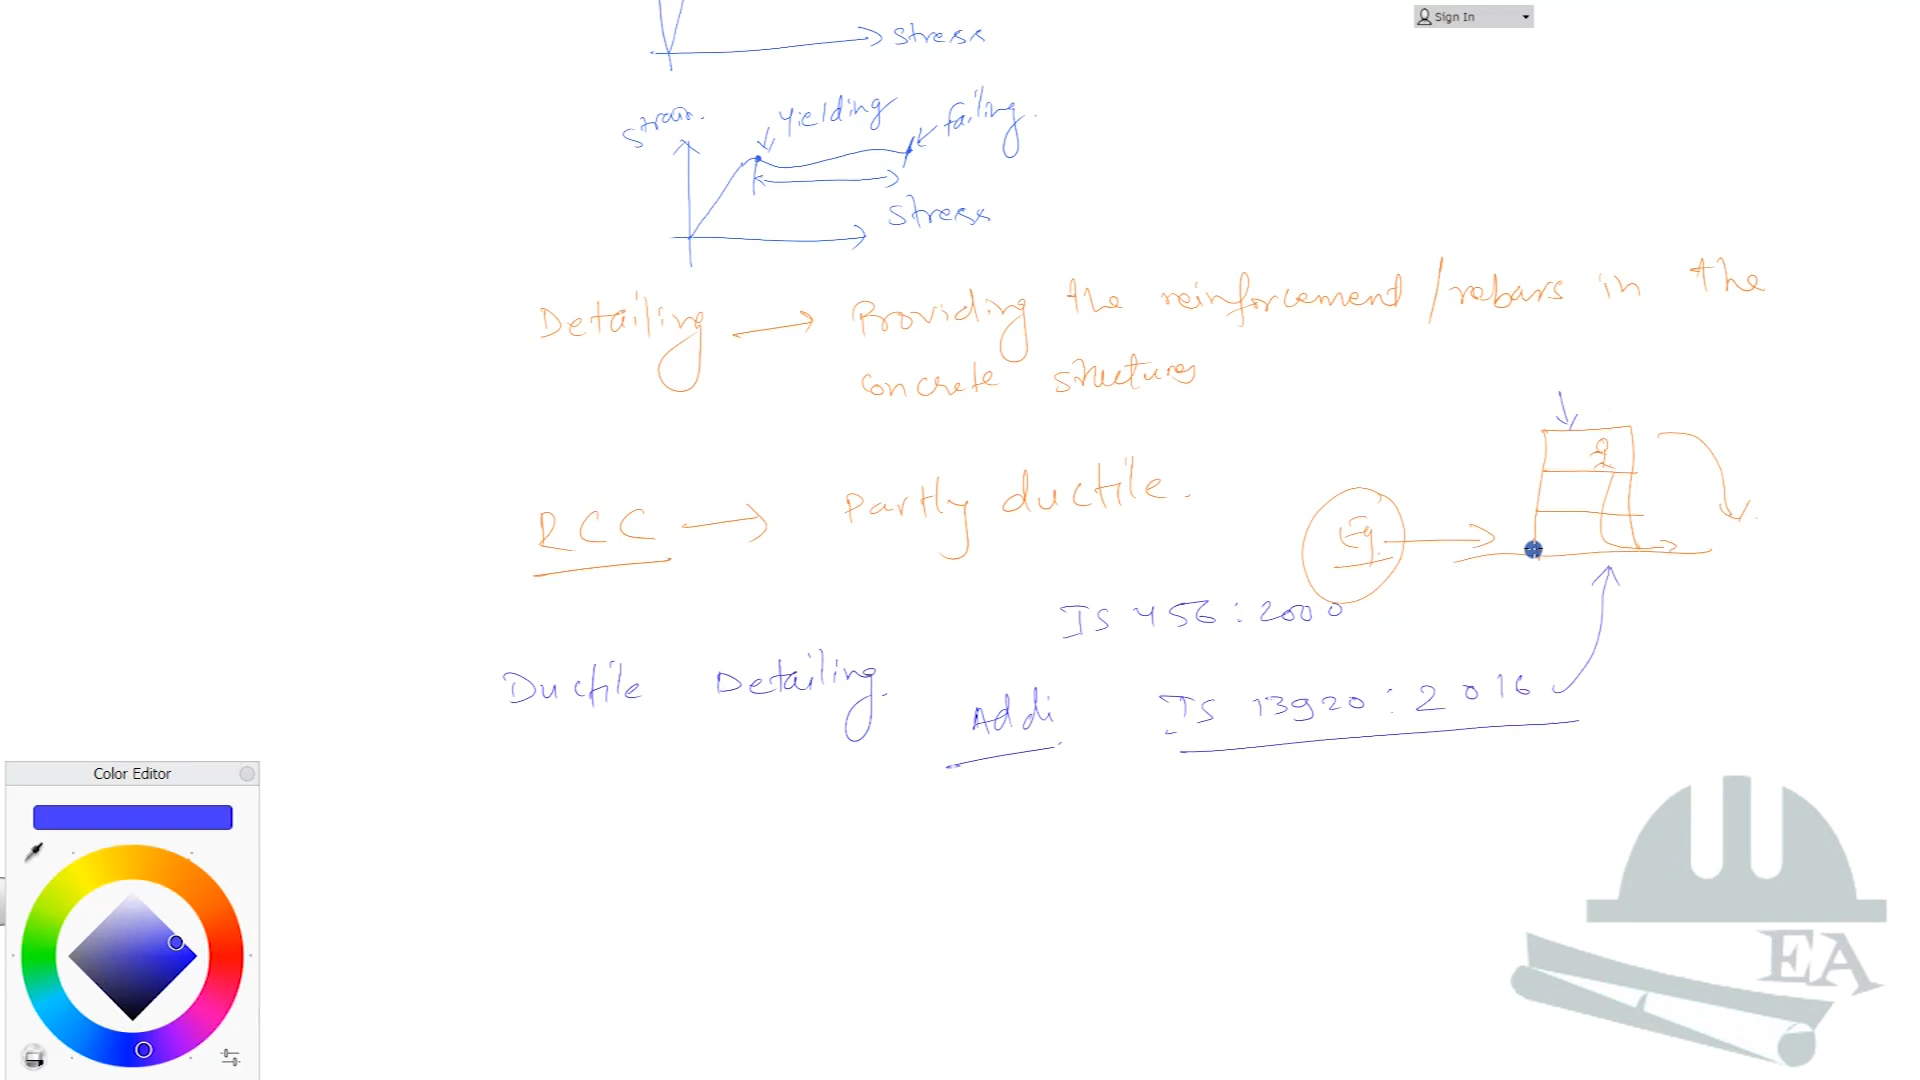 Sign In
Stress
Strain.
Yielding
failing.
Stress
Detailing → Providing the reinforcement/rebars in the
concrete structures
RCC → Partly ductile.
Eq.
IS 456:2000
Ductile Detailing.
Addi
IS 13920:2016
Color Editor
EA